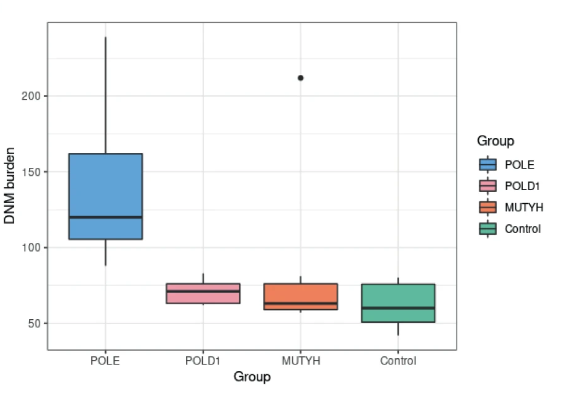 DNM burden
200
150
100
50
POLE POLD1 MUTYH Control
Group
Group
POLE
POLD1
MUTYH
Control